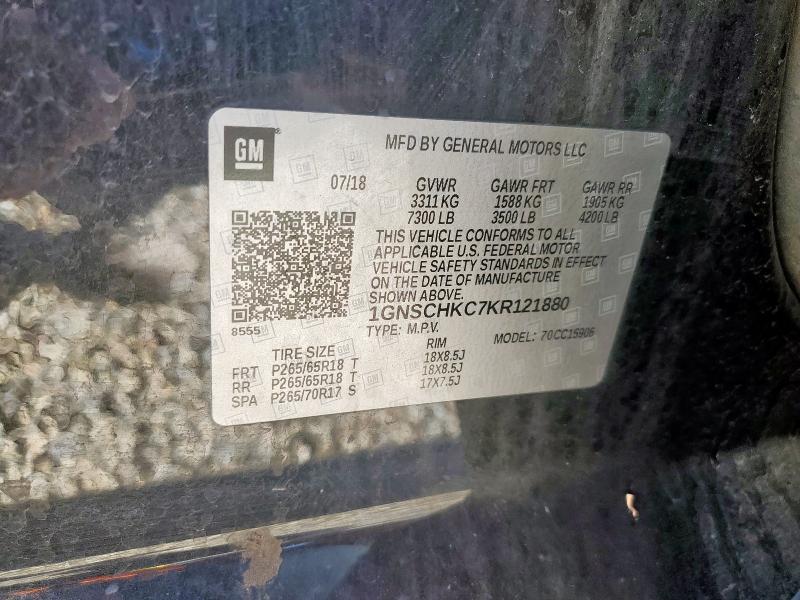 GM
MFD BY GENERAL MOTORS LLC
07/18 GVWR GAWR FRT GAWR RR
3311 KG 1588 KG 1905 KG
7300 LB 3500 LB 4200 LB
THIS VEHICLE CONFORMS TO ALL
APPLICABLE U.S. FEDERAL MOTOR
VEHICLE SAFETY STANDARDS IN EFFECT
ON THE DATE OF MANUFACTURE
SHOWN ABOVE.
1GNSCHKC7KR121880
8555 TYPE: M.P.V. MODEL: 70CC15906
TIRE SIZE RIM
FRT P265/65R18 T 18X8.5J
RR P265/65R18 T 18X8.5J
SPA P265/70R17 S 17X7.5J